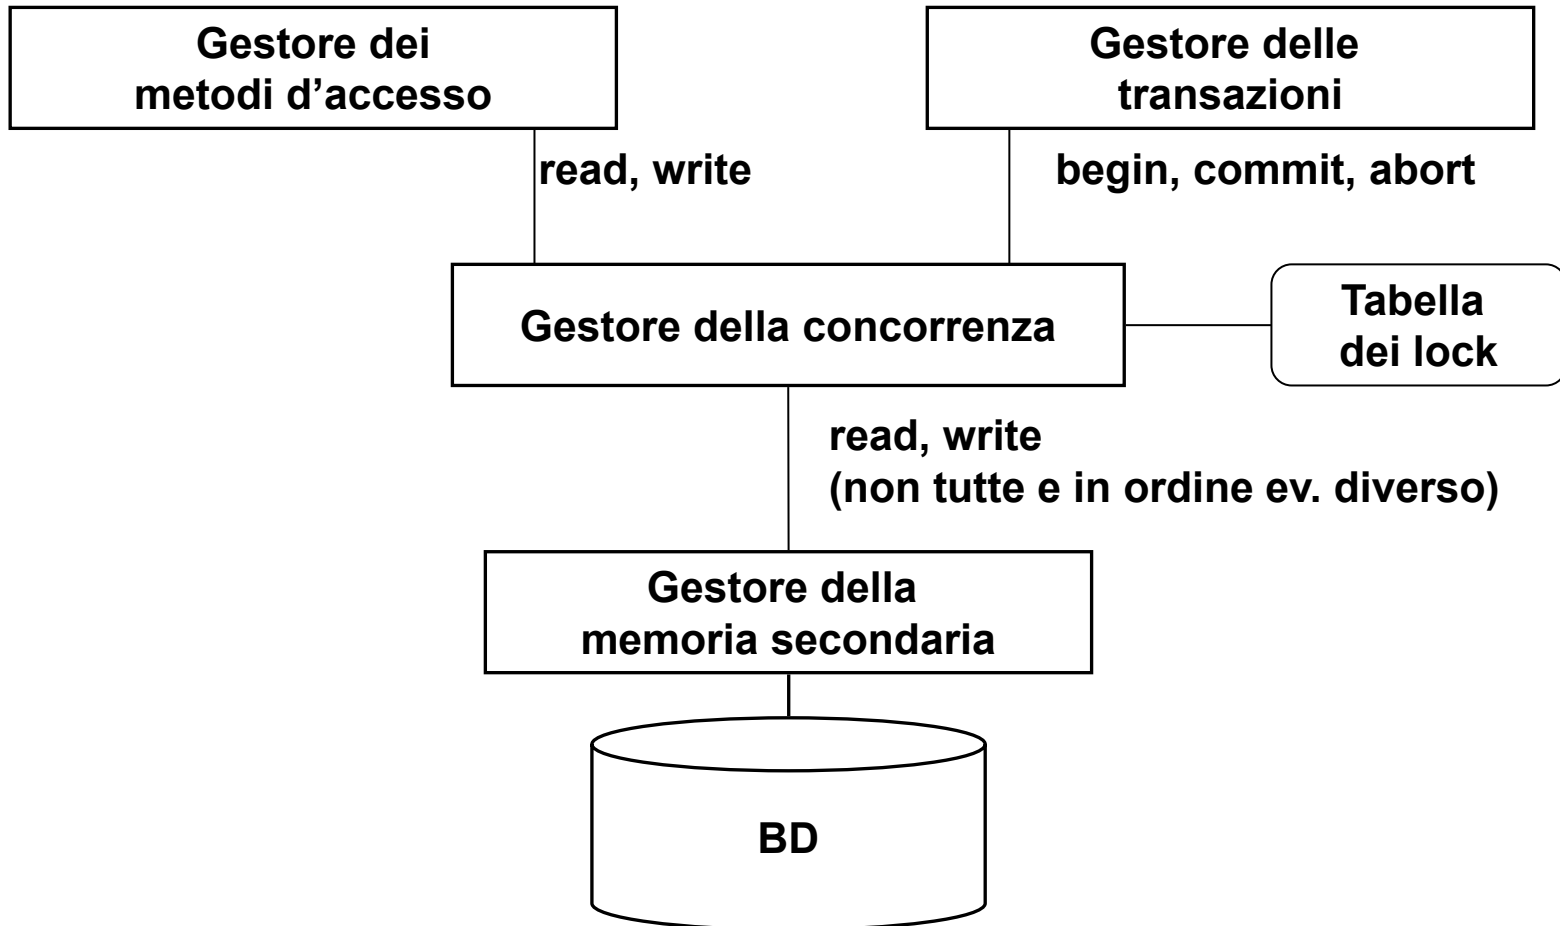 Gestore dei
metodi d’accesso
Gestore delle
transazioni
read, write
begin, commit, abort
Gestore della concorrenza
Tabella
dei lock
read, write
(non tutte e in ordine ev. diverso)
Gestore della
memoria secondaria
BD